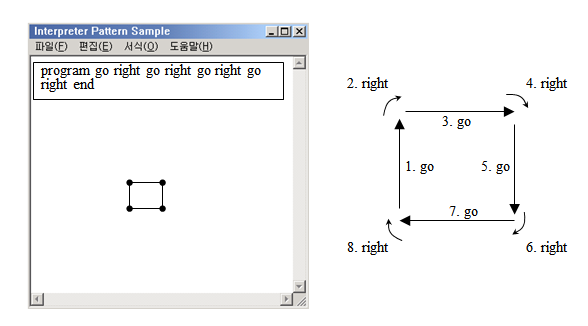 Interpreter Pattern Sample
파일(F) 편집(E) 서식(O) 도움말(H)
program go right go right go right go
right end
2. right
4. right
3. go
1. go
5. go
7. go
8. right
6. right